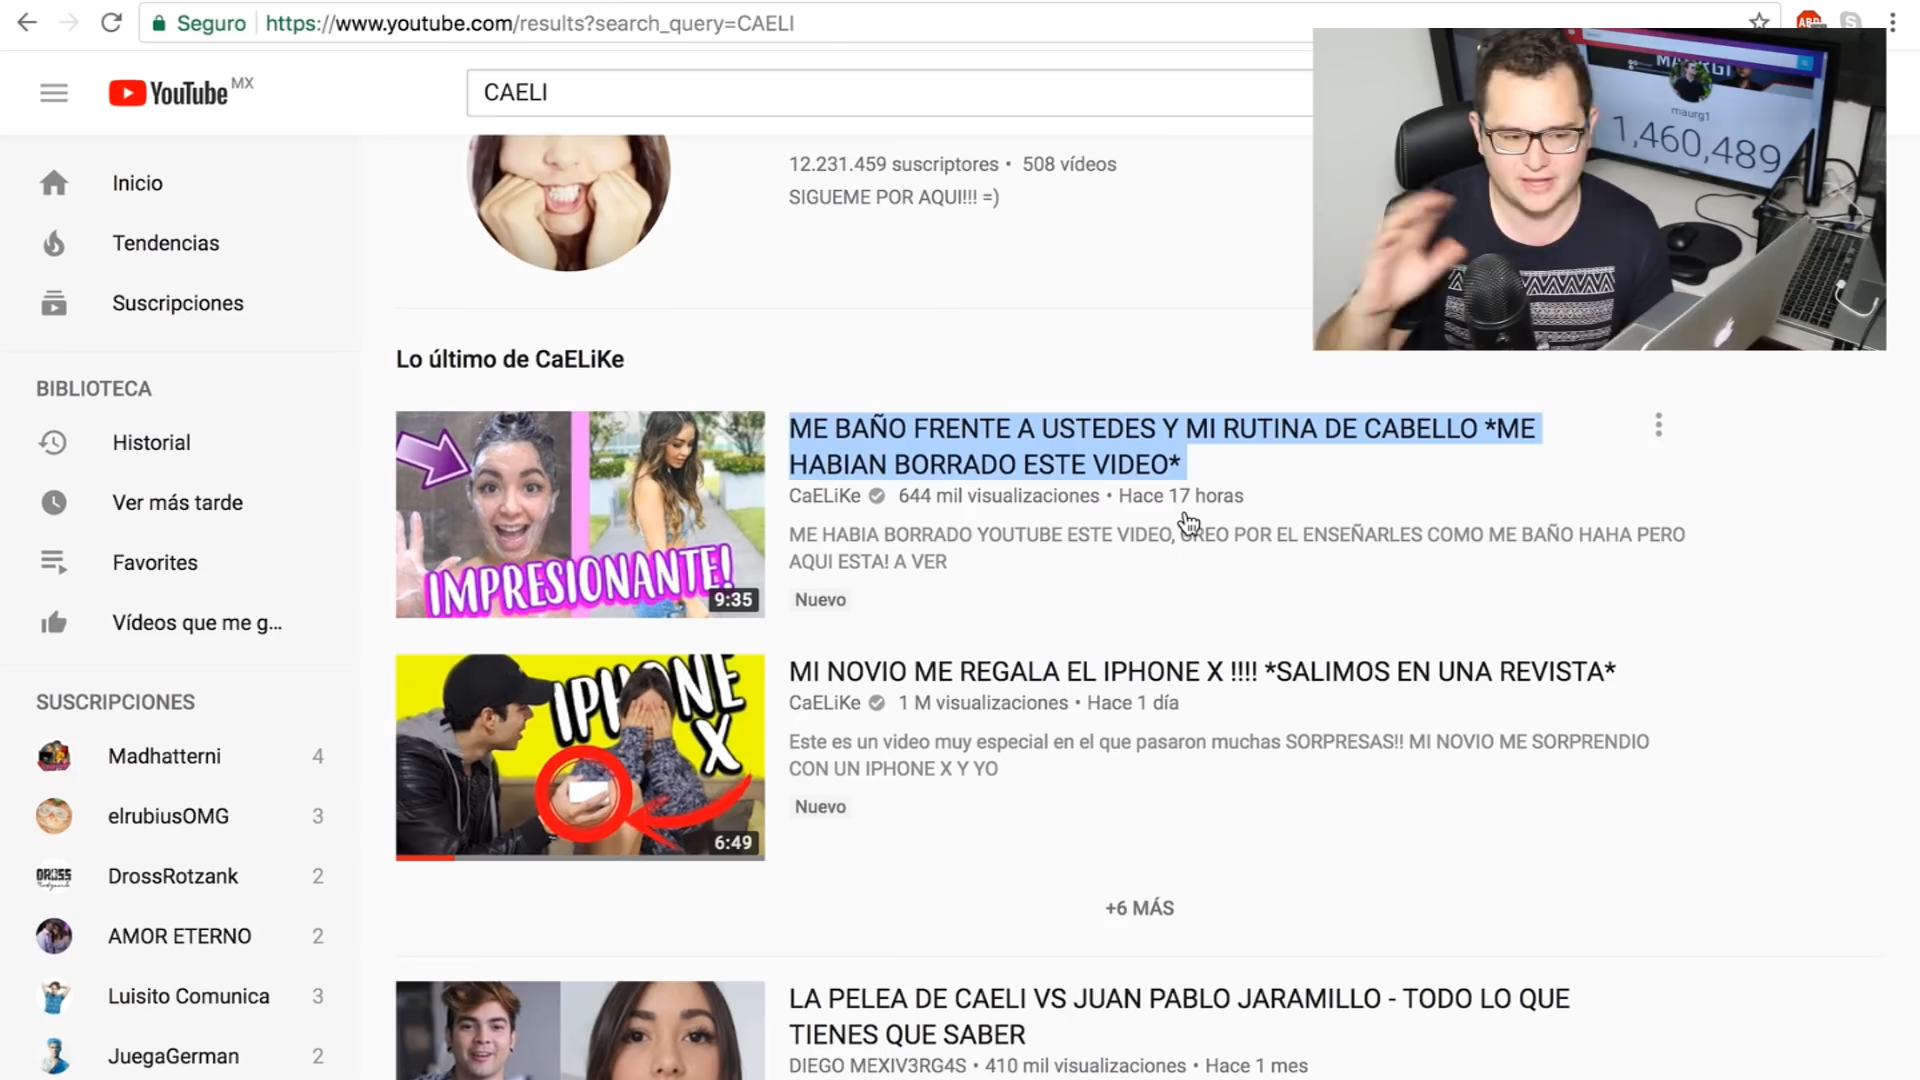 Seguro https://www.youtube.com/results?search_query=CAELI
ABP
YouTube MX
CAELI
maurg1
1,460,489
12.231.459 suscriptores • 508 vídeos
SIGUEME POR AQUI!!! =)
Inicio
Tendencias
Suscripciones
BIBLIOTECA
Historial
Ver más tarde
Favorites
Vídeos que me g...
SUSCRIPCIONES
Madhatterni 4
elrubiusOMG 3
DrossRotzank 2
AMOR ETERNO 2
Luisito Comunica 3
JuegaGerman 2
Lo último de CaELiKe
IMPRESIONANTE!
9:35
ME BAÑO FRENTE A USTEDES Y MI RUTINA DE CABELLO *ME
HABIAN BORRADO ESTE VIDEO*
CaELiKe 644 mil visualizaciones • Hace 17 horas
ME HABIA BORRADO YOUTUBE ESTE VIDEO, CREO POR EL ENSEÑARLES COMO ME BAÑO HAHA PERO
AQUI ESTA! A VER
Nuevo
IPHONE
X
6:49
MI NOVIO ME REGALA EL IPHONE X !!!! *SALIMOS EN UNA REVISTA*
CaELiKe 1 M visualizaciones • Hace 1 día
Este es un video muy especial en el que pasaron muchas SORPRESAS!! MI NOVIO ME SORPRENDIO
CON UN IPHONE X Y YO
Nuevo
+6 MÁS
LA PELEA DE CAELI VS JUAN PABLO JARAMILLO - TODO LO QUE
TIENES QUE SABER
DIEGO MEXIV3RG4S • 410 mil visualizaciones • Hace 1 mes